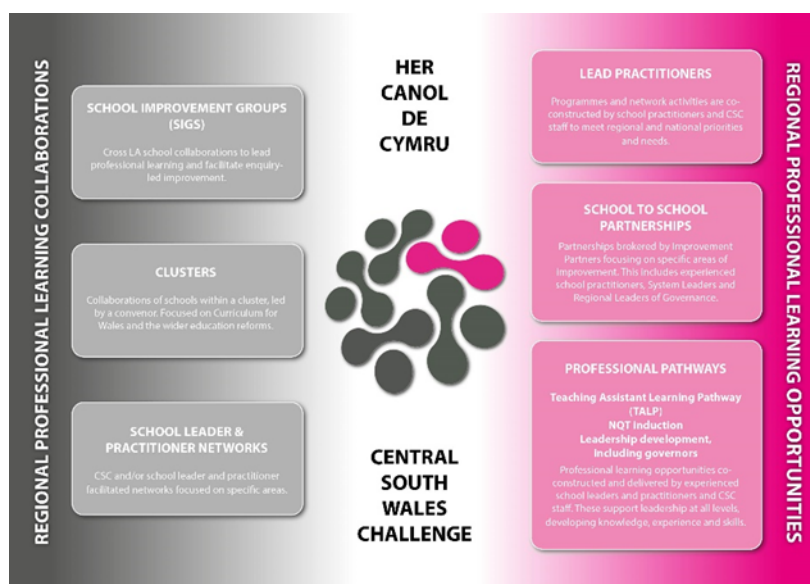 REGIONAL PROFESSIONAL LEARNING COLLABORATIONS
SCHOOL IMPROVEMENT GROUPS
(SIGS)
Cross LA school collaborations to lead
professional learning and facilitate enquiry-
led improvement.
CLUSTERS
Collaborations of schools within a cluster, led
by a convenor. Focused on Curriculum for
Wales and the wider education reforms.
SCHOOL LEADER &
PRACTITIONER NETWORKS
CSC and/or school leader and practitioner
facilitated networks focused on specific areas.
HER
CANOL
DE
CYMRU
CENTRAL
SOUTH
WALES
CHALLENGE
LEAD PRACTITIONERS
Programmes and network activities are co-
constructed by school practitioners and CSC
staff to meet regional and national priorities
and needs.
SCHOOL TO SCHOOL
PARTNERSHIPS
Partnerships brokered by Improvement
Partners focusing on specific areas of
improvement. This includes experienced
school practitioners, System Leaders and
Regional Leaders of Governance.
PROFESSIONAL PATHWAYS
Teaching Assistant Learning Pathway
(TALP)
NQT induction
Leadership development,
including governors
Professional learning opportunities co-
constructed and delivered by experienced
school leaders and practitioners and CSC
staff. These support leadership at all levels,
developing knowledge, experience and skills.
REGIONAL PROFESSIONAL LEARNING OPPORTUNITIES